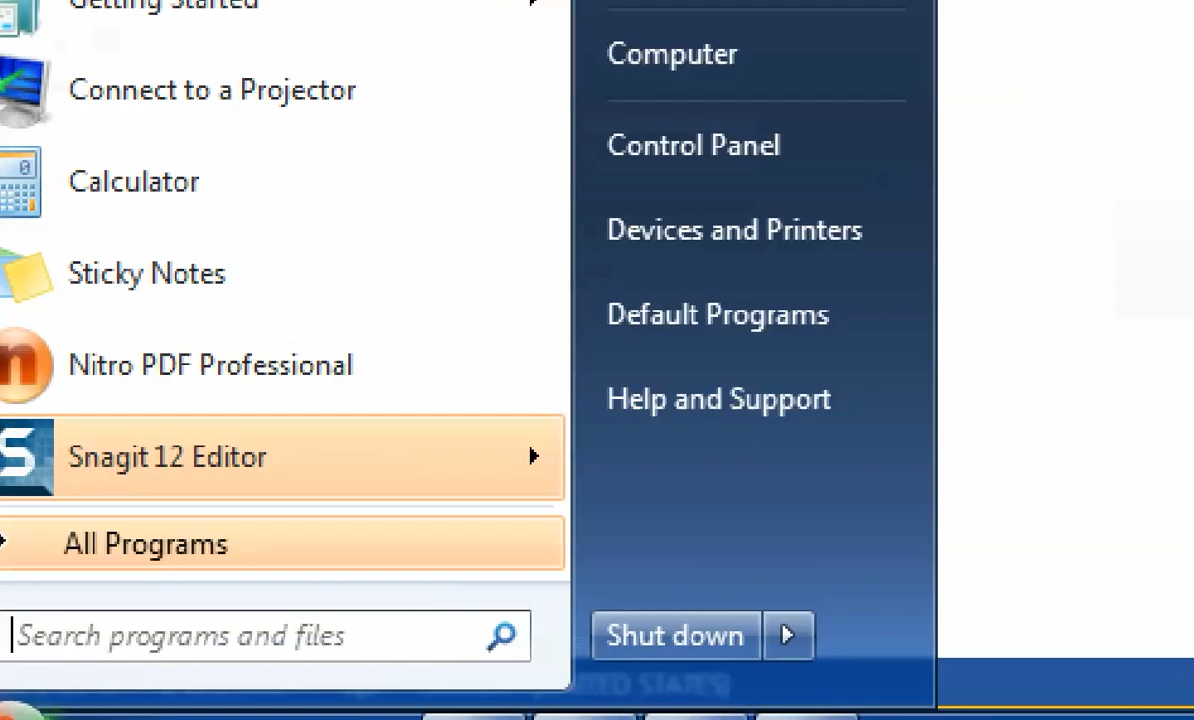 Getting Started
Connect to a Projector
Calculator
Sticky Notes
Nitro PDF Professional
Snagit 12 Editor
All Programs
Search programs and files
Computer
Control Panel
Devices and Printers
Default Programs
Help and Support
Shut down